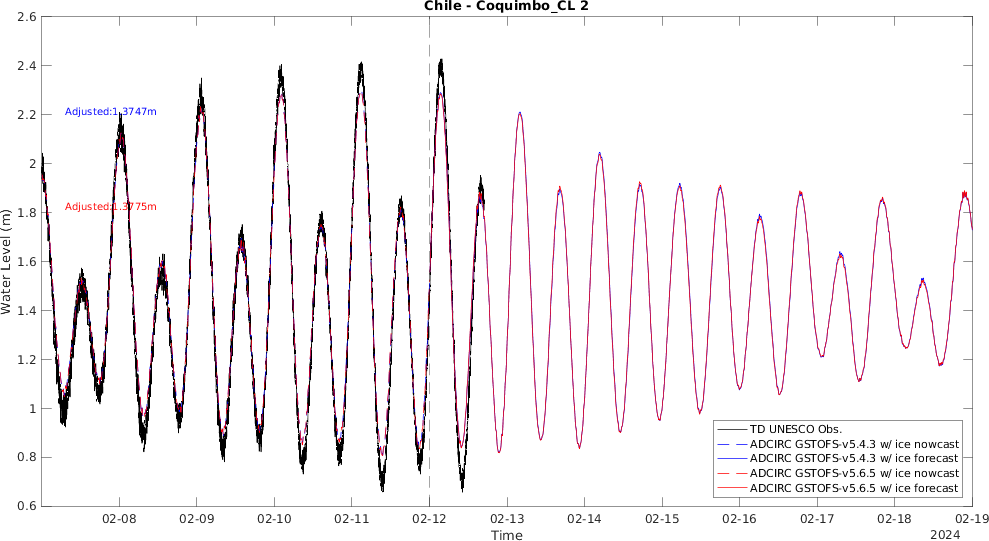 Chile - Coquimbo_CL 2
2.6
2.4
2.2
2
1.8
1.6
1.4
1.2
1
0.8
0.6
Water Level (m)
Adjusted:1.3747m
Adjusted:1.3775m
TD UNESCO Obs.
ADCIRC GSTOFS-v5.4.3 w/ ice nowcast
ADCIRC GSTOFS-v5.4.3 w/ ice forecast
ADCIRC GSTOFS-v5.6.5 w/ ice nowcast
ADCIRC GSTOFS-v5.6.5 w/ ice forecast
02-08 02-09 02-10 02-11 02-12 02-13 02-14 02-15 02-16 02-17 02-18 02-19
Time
2024